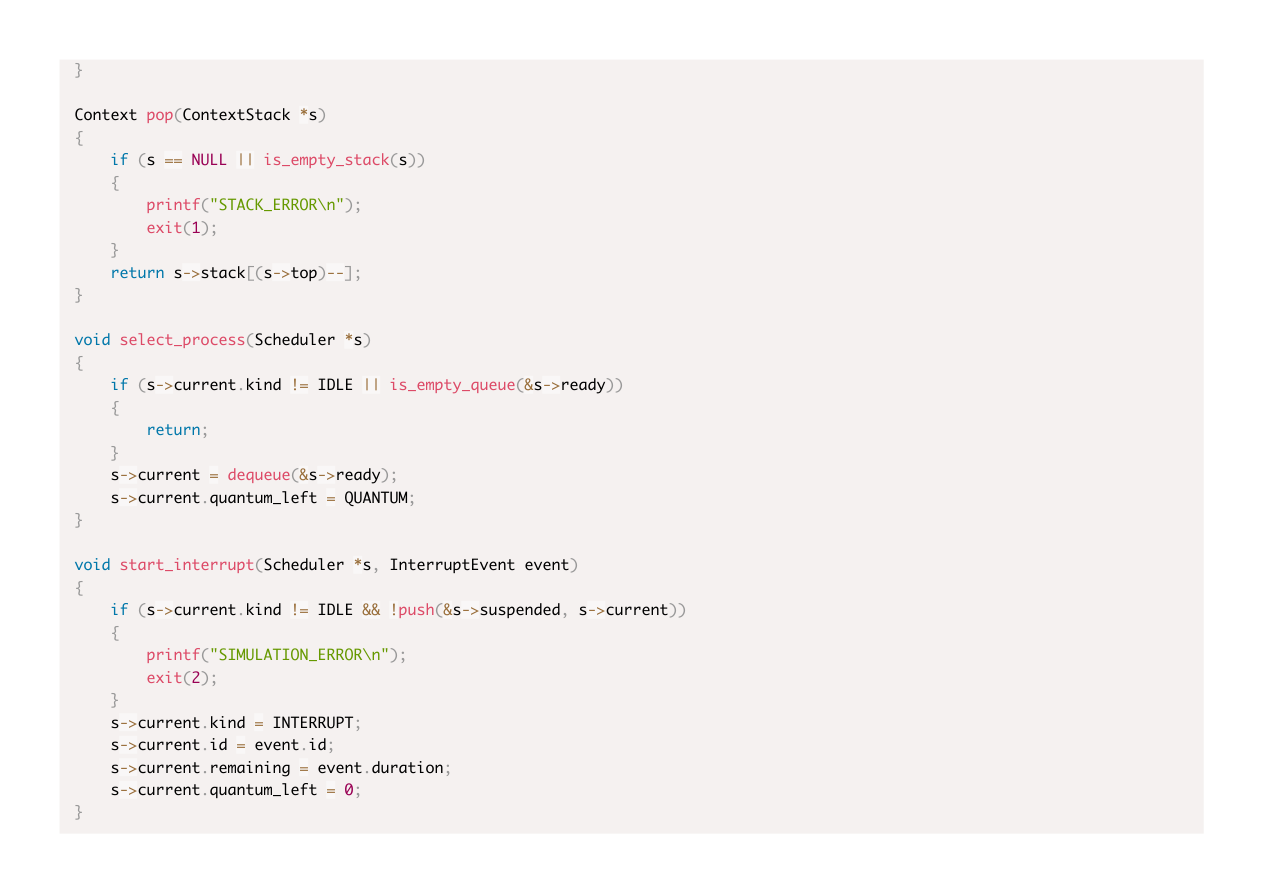 }

Context pop(ContextStack *s)
{
    if (s == NULL || is_empty_stack(s))
    {
        printf("STACK_ERROR\n");
        exit(1);
    }
    return s->stack[(s->top)--];
}

void select_process(Scheduler *s)
{
    if (s->current.kind != IDLE || is_empty_queue(&s->ready))
    {
        return;
    }
    s->current = dequeue(&s->ready);
    s->current.quantum_left = QUANTUM;
}

void start_interrupt(Scheduler *s, InterruptEvent event)
{
    if (s->current.kind != IDLE && !push(&s->suspended, s->current))
    {
        printf("SIMULATION_ERROR\n");
        exit(2);
    }
    s->current.kind = INTERRUPT;
    s->current.id = event.id;
    s->current.remaining = event.duration;
    s->current.quantum_left = 0;
}